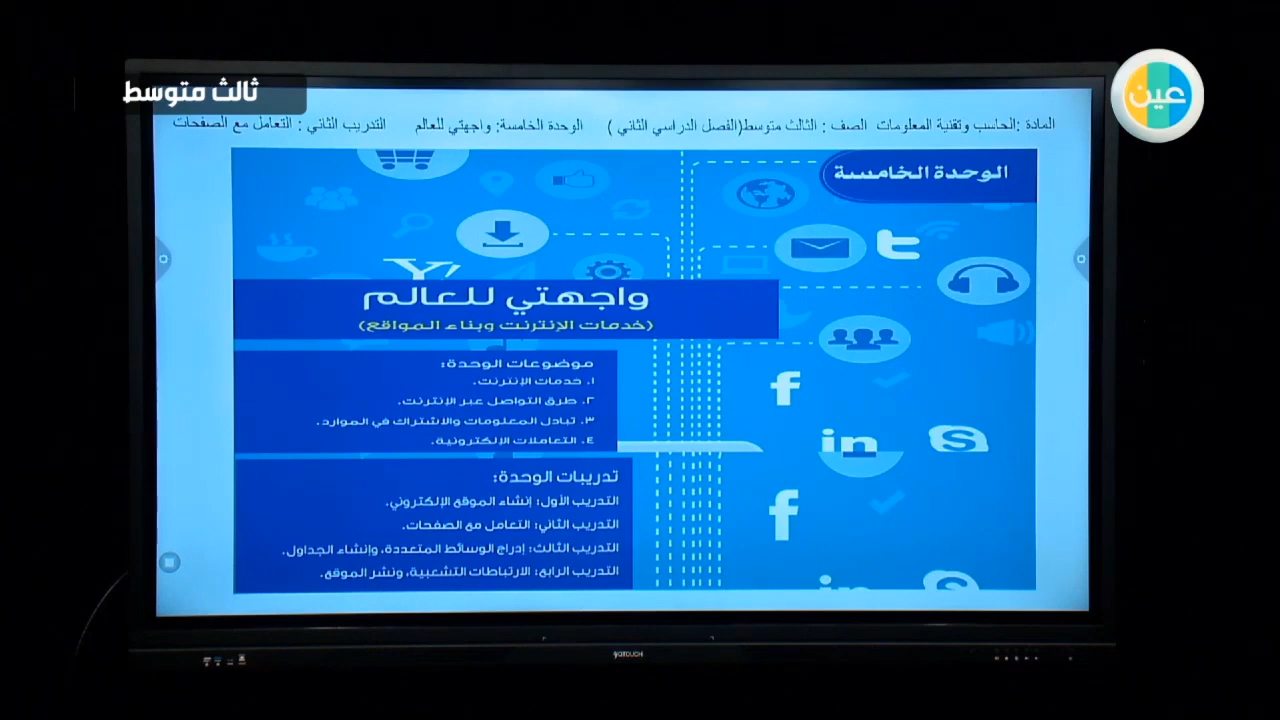 ثالث متوسط
عين
المادة :الحاسب وتقنية المعلومات الصف : الثالث متوسط(الفصل الدراسي الثاني ) الوحدة الخامسة: واجهتي للعالم التدريب الثاني : التعامل مع الصفحات
الوحدة الخامسة
واجهتي للعالم
(خدمات الإنترنت وبناء المواقع)
موضوعات الوحدة:
١. خدمات الإنترنت.
٢. طرق التواصل عبر الإنترنت.
٣. تبادل المعلومات والاشتراك في الموارد.
٤. التعاملات الإلكترونية.
تدريبات الوحدة:
التدريب الأول: إنشاء الموقع الإلكتروني.
التدريب الثاني: التعامل مع الصفحات.
التدريب الثالث: إدراج الوسائط المتعددة، وإنشاء الجداول.
التدريب الرابع: الارتباطات التشعبية، ونشر الموقع.
in
in